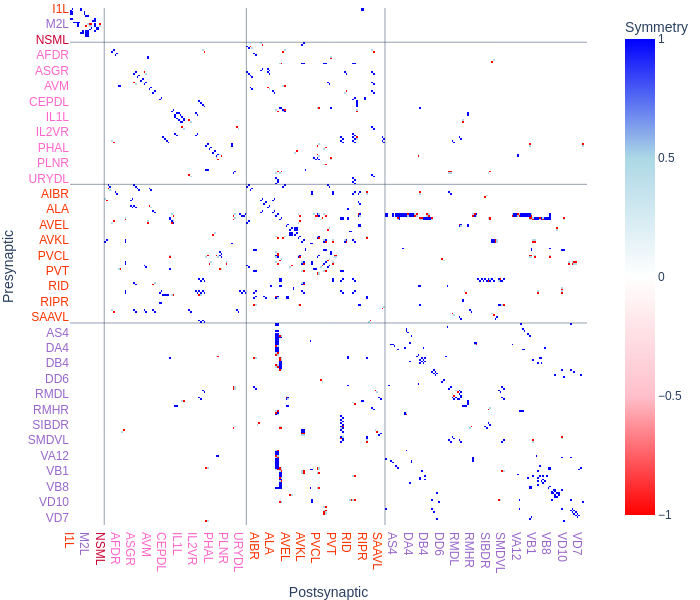 Symmetry
1
0.5
0
−0.5
−1
Presynaptic
I1L
M2L
NSML
AFDR
ASGR
AVM
CEPDL
IL1L
IL2VR
PHAL
PLNR
URYDL
AIBR
ALA
AVEL
AVKL
PVCL
PVT
RID
RIPR
SAAVL
AS4
DA4
DB4
DD6
RMDL
RMHR
SIBDR
SMDVL
VA12
VB1
VB8
VD10
VD7
I1L M2L NSML AFDR ASGR AVM CEPDL IL1L IL2VR PHAL PLNR URYDL AIBR ALA AVEL AVKL PVCL PVT RID RIPR SAAVL AS4 DA4 DB4 DD6 RMDL RMHR SIBDR SMDVL VA12 VB1 VB8 VD10 VD7
Postsynaptic